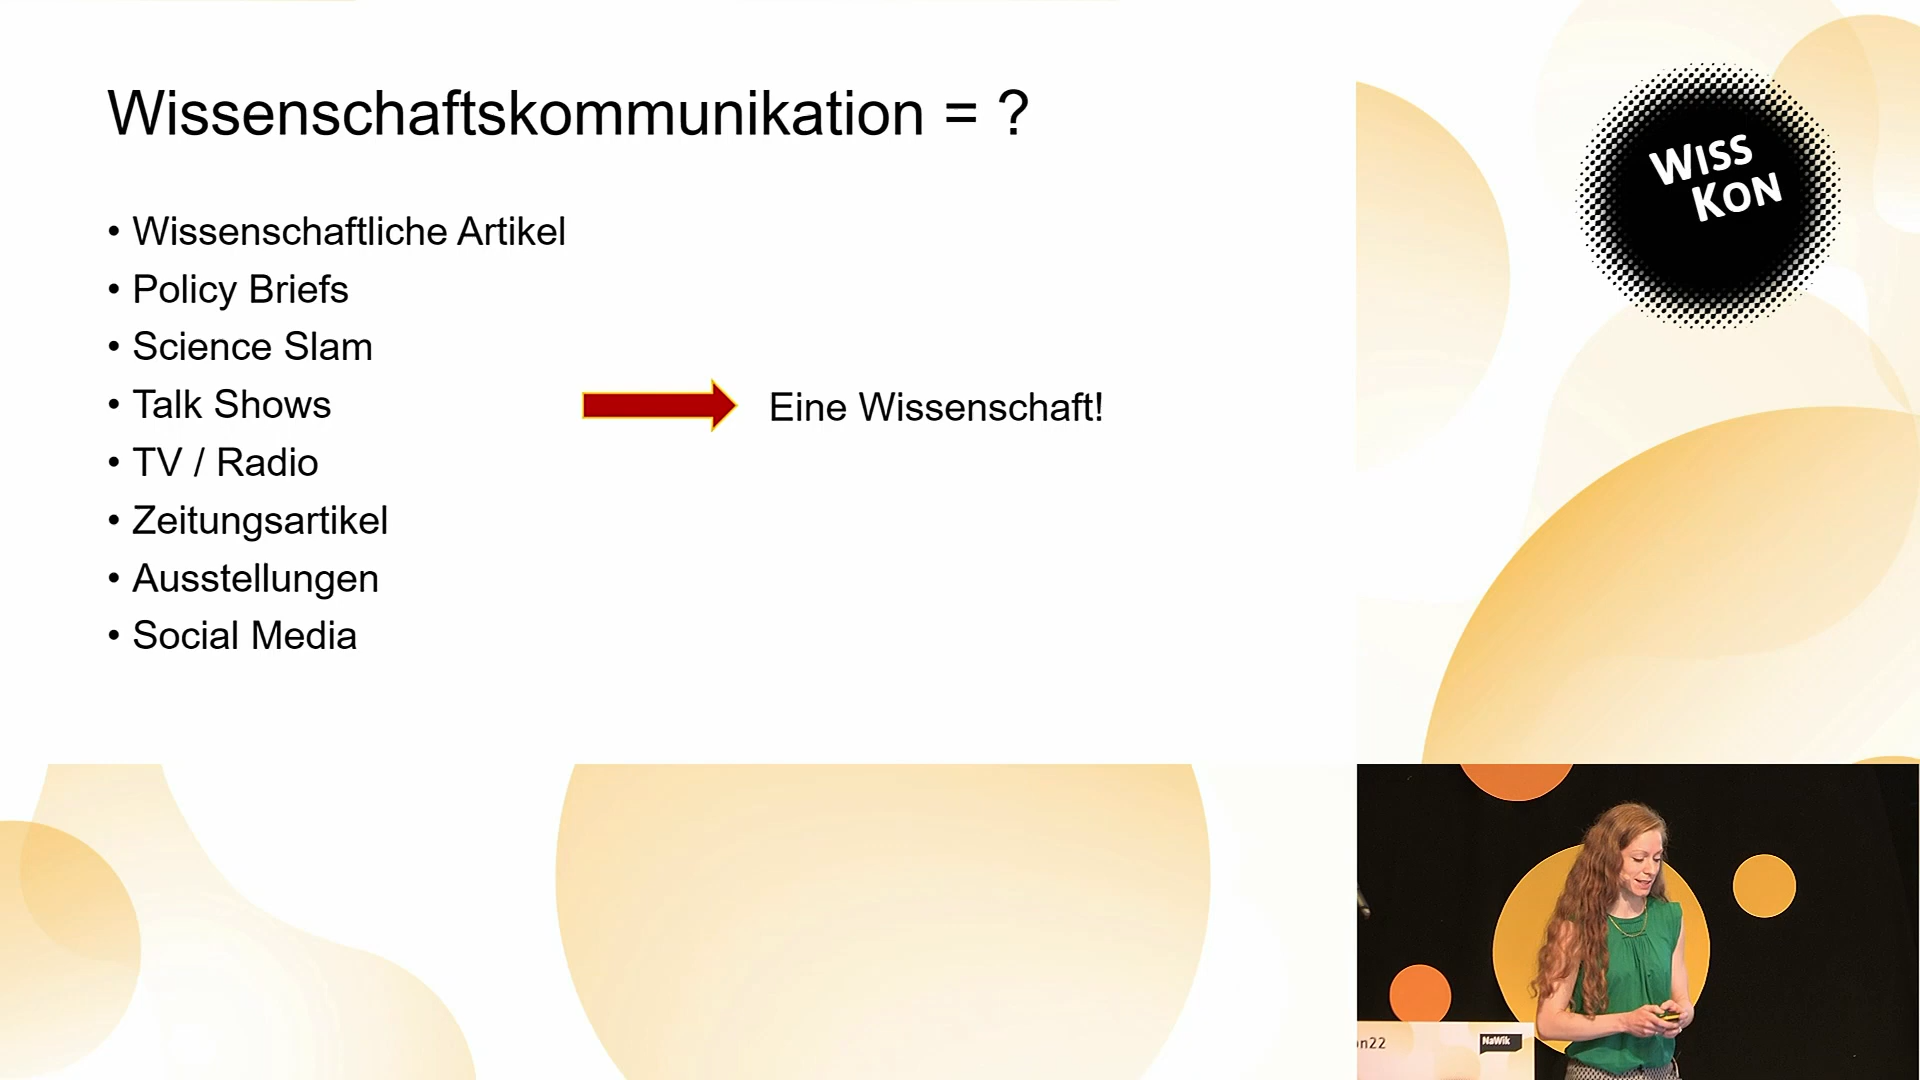 Wissenschaftskommunikation = ?
• Wissenschaftliche Artikel
• Policy Briefs
• Science Slam
• Talk Shows
• TV / Radio
• Zeitungsartikel
• Ausstellungen
• Social Media
Eine Wissenschaft!
WISS
KON
on22
NaWik